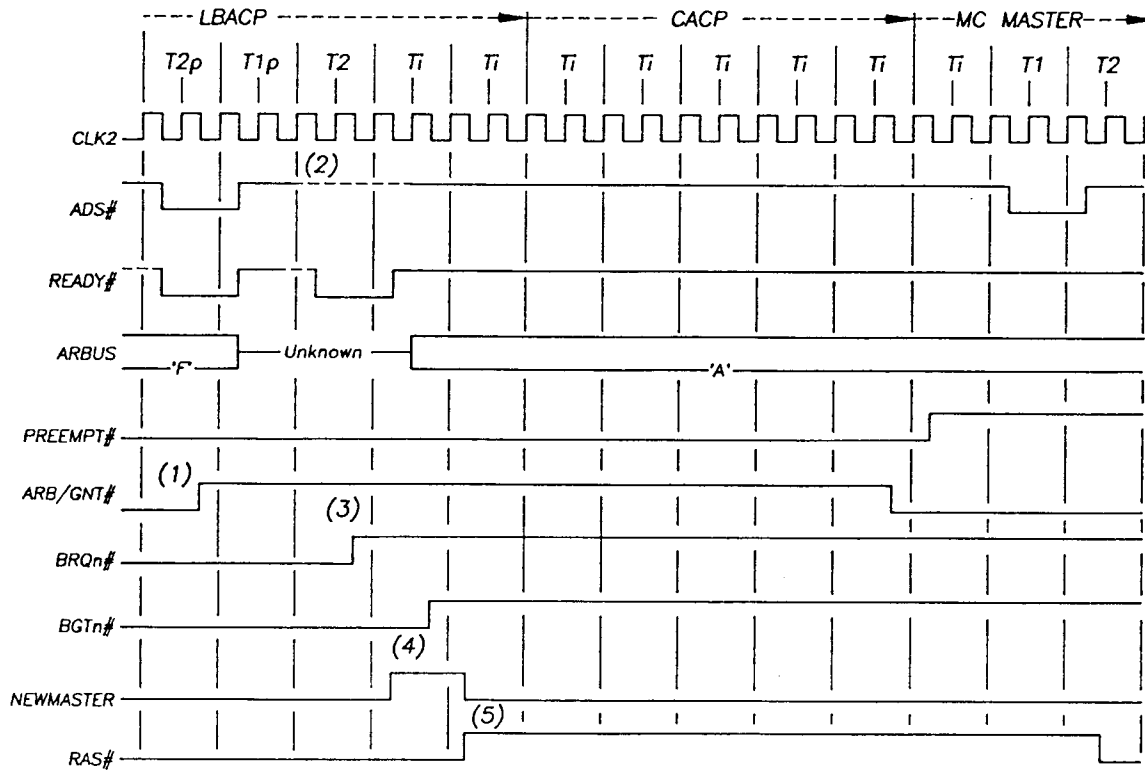 LBACP CACP MC MASTER
T2p T1p T2 Ti Ti Ti Ti Ti Ti Ti Ti T1 T2
CLK2
(2)
ADS#
READY#
ARBUS 'F' Unknown 'A'
PREEMPT#
(1)
ARB/GNT#
(3)
BRQn#
BGTn#
(4)
NEWMASTER
(5)
RAS#